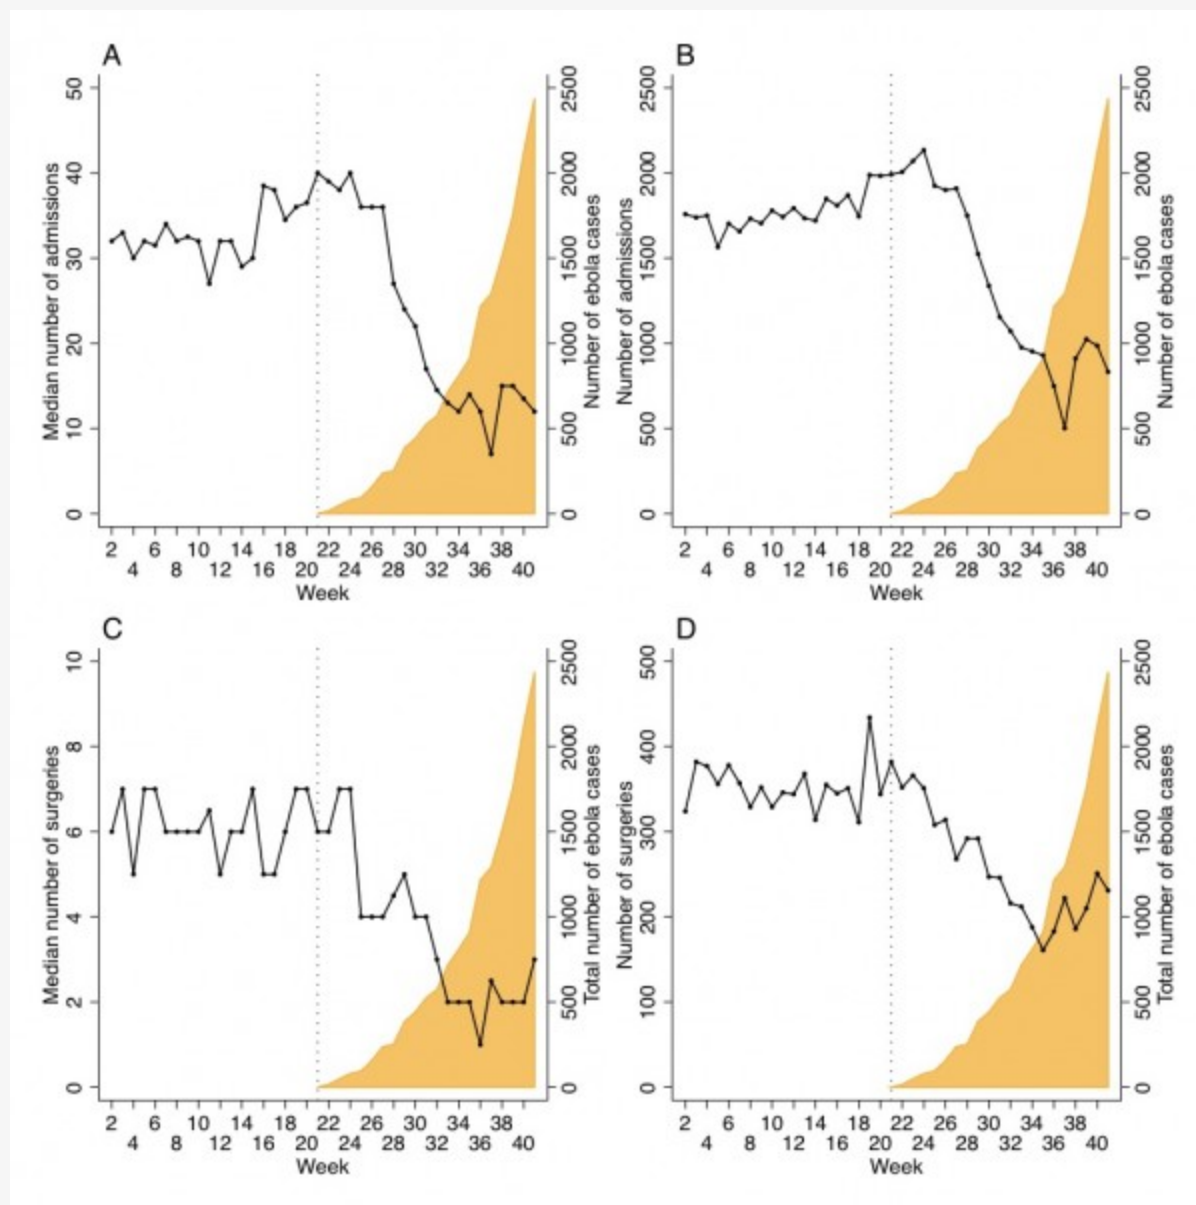 A
Median number of admissions
50
40
30
20
10
0
2500
2000
1500
1000
500
0
Number of ebola cases
2 6 10 14 18 22 26 30 34 38
4 8 12 16 20 24 28 32 36 40
Week
B
Number of admissions
2500
2000
1500
1000
500
0
2500
2000
1500
1000
500
0
Number of ebola cases
2 6 10 14 18 22 26 30 34 38
4 8 12 16 20 24 28 32 36 40
Week
C
Median number of surgeries
10
8
6
4
2
0
2500
2000
1500
1000
500
0
Total number of ebola cases
2 6 10 14 18 22 26 30 34 38
4 8 12 16 20 24 28 32 36 40
Week
D
Number of surgeries
500
400
300
200
100
0
2500
2000
1500
1000
500
0
Total number of ebola cases
2 6 10 14 18 22 26 30 34 38
4 8 12 16 20 24 28 32 36 40
Week